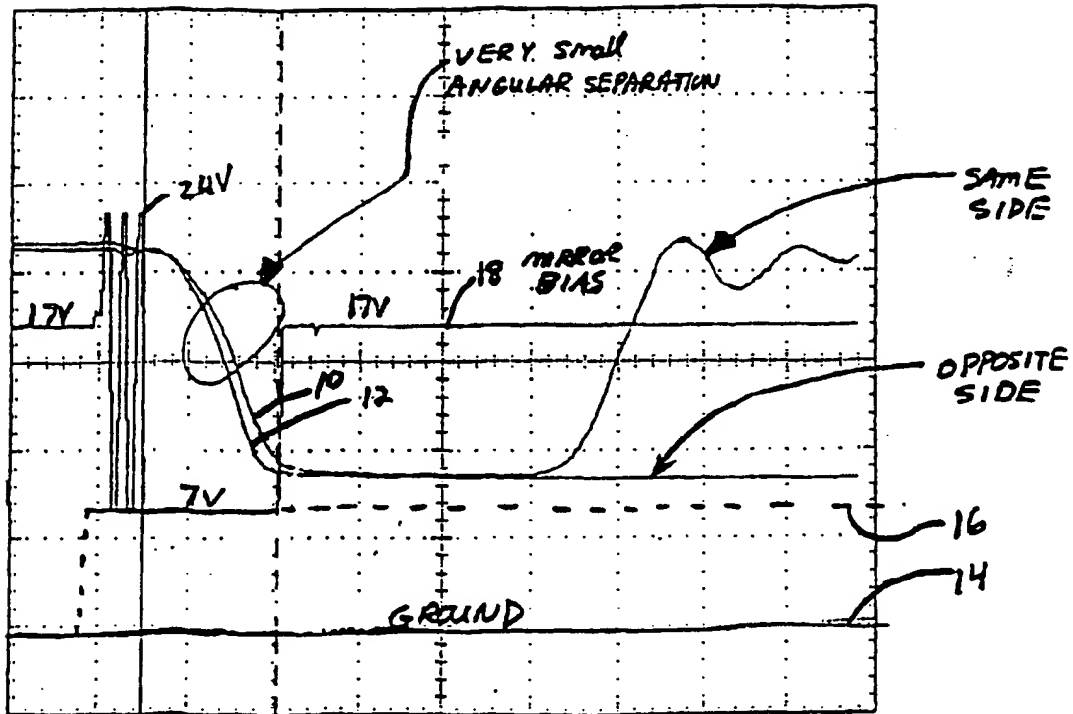 VERY. Small
ANGULAR SEPARATION
24V
SAME
SIDE
18 MIRROR
BIAS
17V
17V
10
12
OPPOSITE
SIDE
7V
16
14
GROUND